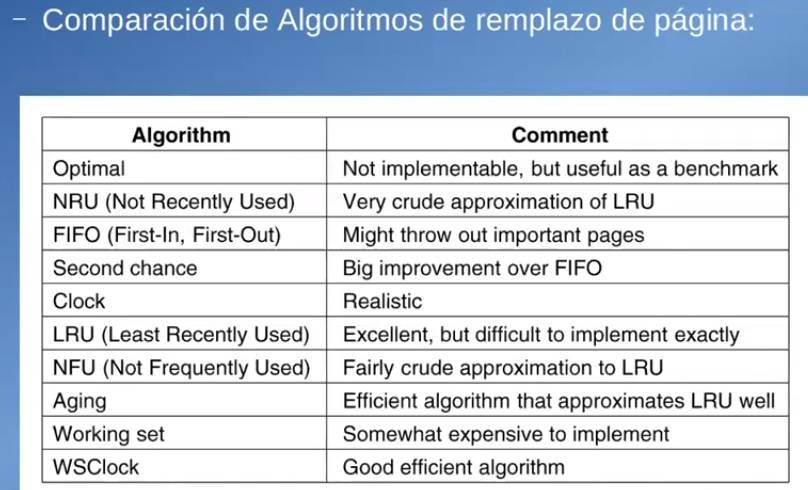 – Comparación de Algoritmos de remplazo de página:
Algorithm Comment
Optimal Not implementable, but useful as a benchmark
NRU (Not Recently Used) Very crude approximation of LRU
FIFO (First-In, First-Out) Might throw out important pages
Second chance Big improvement over FIFO
Clock Realistic
LRU (Least Recently Used) Excellent, but difficult to implement exactly
NFU (Not Frequently Used) Fairly crude approximation to LRU
Aging Efficient algorithm that approximates LRU well
Working set Somewhat expensive to implement
WSClock Good efficient algorithm